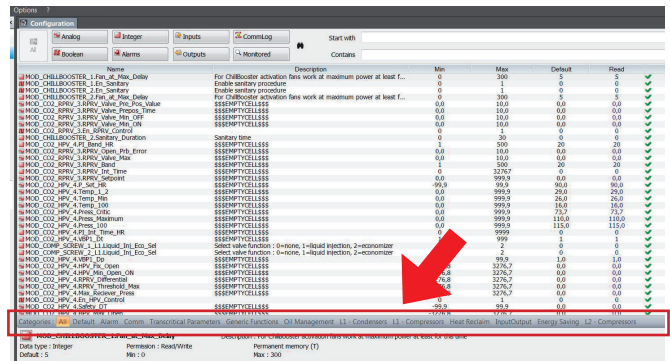 Options ?
Configuration
All Analog Integer Inputs CommLog Start with
Boolean Alarms Outputs Monitored Contains
Name Description Min Max Default Read
MOD_CHILLBOOSTER_1.Fan_at_Max_Delay For ChillBooster activation fans work at maximum power at least f... 0 300 5 5
MOD_CHILLBOOSTER_1.En_Sanitary Enable sanitary procedure 0 1 0 0
MOD_CHILLBOOSTER_2.En_Sanitary Enable sanitary procedure 0 1 0 0
MOD_CHILLBOOSTER_2.Fan_at_Max_Delay For ChillBooster activation fans work at maximum power at least f... 0 300 5 5
MOD_CO2_RPRV_3.RPRV_Valve_Pre_Pos_Value $$$EMPTYCELL$$$ 0,0 10,0 0,0 0,0
MOD_CO2_RPRV_3.RPRV_Valve_Prepos_Time $$$EMPTYCELL$$$ 0,0 10,0 0,0 0,0
MOD_CO2_RPRV_3.RPRV_Valve_Min_OFF $$$EMPTYCELL$$$ 0,0 10,0 0,0 0,0
MOD_CO2_RPRV_3.RPRV_Valve_Min_ON $$$EMPTYCELL$$$ 0,0 10,0 0,0 0,0
MOD_CO2_RPRV_3.En_RPRV_Control $$$EMPTYCELL$$$ 0 1 0 0
MOD_CHILLBOOSTER_2.Sanitary_Duration Sanitary time 0 30 0 0
MOD_CO2_HPV_4.PI_Band_HR $$$EMPTYCELL$$$ 1 500 20 20
MOD_CO2_RPRV_3.RPRV_Open_Prb_Error $$$EMPTYCELL$$$ 0,0 10,0 0,0 0,0
MOD_CO2_RPRV_3.RPRV_Valve_Max $$$EMPTYCELL$$$ 0,0 10,0 0,0 0,0
MOD_CO2_RPRV_3.RPRV_Band $$$EMPTYCELL$$$ 1 500 20 20
MOD_CO2_RPRV_3.RPRV_Int_Time $$$EMPTYCELL$$$ 0 32767 0 0
MOD_CO2_RPRV_3.RPRV_Setpoint $$$EMPTYCELL$$$ 0,0 999,9 0,0 0,0
MOD_CO2_HPV_4.P_Set_HR $$$EMPTYCELL$$$ -99,9 99,9 90,0 90,0
MOD_CO2_HPV_4.Temp_1_2 $$$EMPTYCELL$$$ 0,0 999,9 29,0 29,0
MOD_CO2_HPV_4.Temp_Min $$$EMPTYCELL$$$ 0,0 999,9 26,0 26,0
MOD_CO2_HPV_4.Temp_100 $$$EMPTYCELL$$$ 0,0 999,9 16,0 16,0
MOD_CO2_HPV_4.Press_Critic $$$EMPTYCELL$$$ 0,0 999,9 73,7 73,7
MOD_CO2_HPV_4.Press_Maximum $$$EMPTYCELL$$$ 0,0 999,9 110,0 110,0
MOD_CO2_HPV_4.Press_100 $$$EMPTYCELL$$$ 0,0 999,9 115,0 115,0
MOD_CO2_HPV_4.PI_Int_Time_HR $$$EMPTYCELL$$$ 0 9999 0 0
MOD_CO2_HPV_4.VBP1_Dt $$$EMPTYCELL$$$ 1 999 1 1
MOD_COMP_SCREW_1_L1.Liquid_Inj_Eco_Sel Select valve function : 0=none, 1=liquid injection, 2=economizer 2 0 0
MOD_COMP_SCREW_2_L1.Liquid_Inj_Eco_Sel Select valve function : 0=none, 1=liquid injection, 2=economizer 2 0 0
MOD_CO2_HPV_4.VBP1_Dp $$$EMPTYCELL$$$ 99,9 1,0 1,0
MOD_CO2_HPV_4.HPV_Fix_Open $$$EMPTYCELL$$$ 3276,7 0,0 0,0
MOD_CO2_HPV_4.HPV_Min_Open_ON $$$EMPTYCELL$$$ 3276,7 0,0 0,0
MOD_CO2_HPV_4.RPRV_Differential $$$EMPTYCELL$$$ 3276,7 0,0 0,0
MOD_CO2_HPV_4.RPRV_Threshold_Max $$$EMPTYCELL$$$ 3276,7 0,0 0,0
MOD_CO2_HPV_4.Max_Reciever_Press $$$EMPTYCELL$$$ 3276,7 0,0 0,0
MOD_CO2_HPV_4.En_HPV_Control 0 1 0 0
MOD_CO2_HPV_4.Safety_DT $$$EMPTYCELL$$$ -99,9 99,9 0,0 0,0
Categories : All Default Alarm Comm Transcritical Parameters Generic Functions Oil Management L1 - Condensers L1 - Compressors Heat Reclaim InputOutput Energy Saving L2 - Compressors
MOD_CHILLBOOSTER_1.Fan_at_Max_Delay Description : For ChillBooster activation fans work at maximum power at least for this time
Data type : Integer Permission : Read/Write Permanent memory (T)
Default : 5 Min : 0 Max : 300